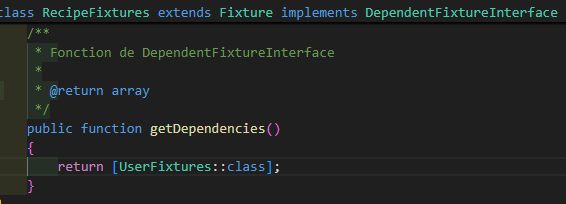 class RecipeFixtures extends Fixture implements DependentFixtureInterface
/**
* Fonction de DependentFixtureInterface
*
* @return array
*/
public function getDependencies()
{
return [UserFixtures::class];
}